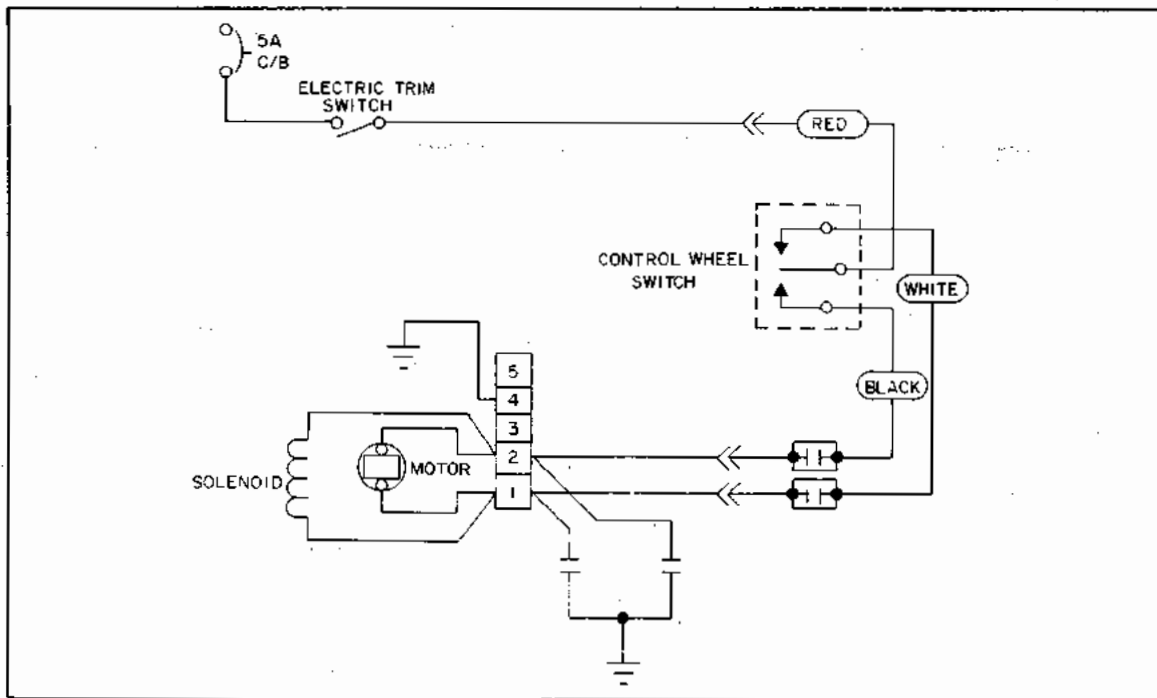 5A
C/B
ELECTRIC TRIM
SWITCH
RED
CONTROL WHEEL
SWITCH
WHITE
BLACK
5
4
3
2
1
MOTOR
SOLENOID